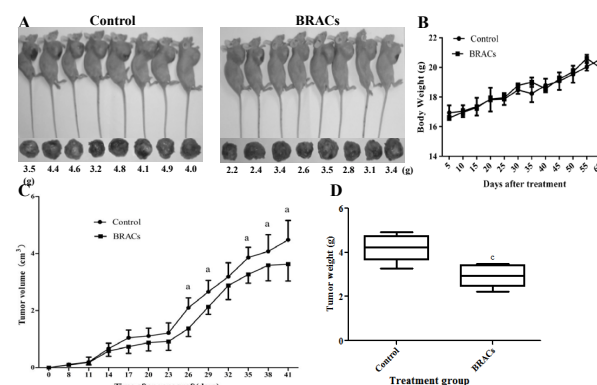 A
Control
BRACs
3.5 4.4 4.6 3.2 4.8 4.1 4.9 4.0
(g)
2.2 2.4 3.4 2.6 3.5 2.8 3.1 3.4 (g)
B
Control
BRACs
Body Weight (g)
22
20
18
16
14
5 10 15 20 25 30 35 40 45 50 55
Days after treatment
C
Control
BRACs
Tumor volume (cm3)
6
4
2
0
a a a a a
0 8 11 14 17 20 23 26 29 32 35 38 41
D
Tumor weight (g)
6
4
2
0
c
Control
BRACs
Treatment group